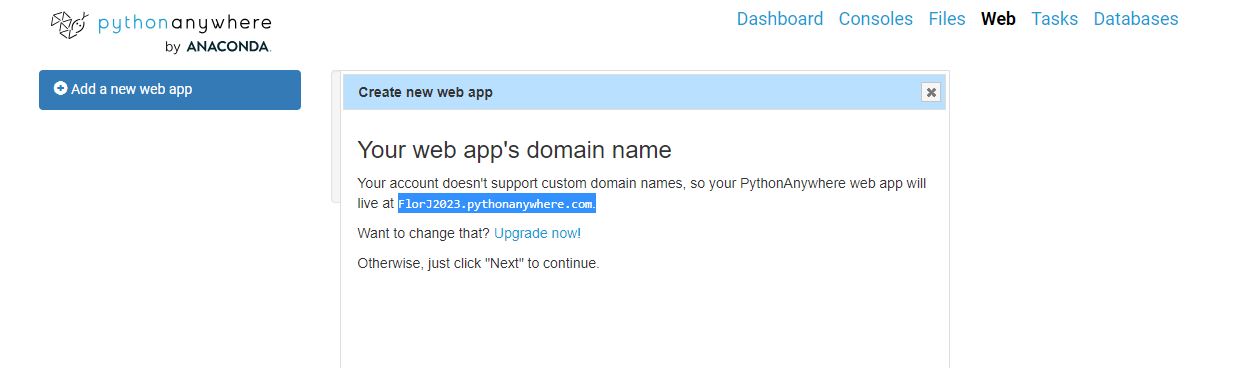 pythonanywhere
by ANACONDA.
Dashboard Consoles Files Web Tasks Databases
Add a new web app
Create new web app
Your web app's domain name
Your account doesn't support custom domain names, so your PythonAnywhere web app will
live at FlorJ2023.pythonanywhere.com.
Want to change that? Upgrade now!
Otherwise, just click "Next" to continue.